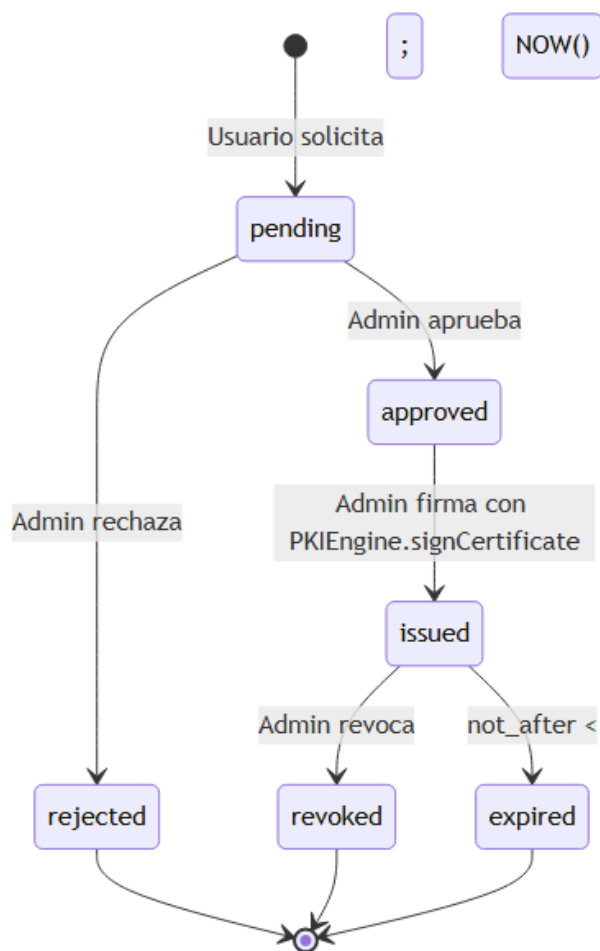 ;
NOW()
Usuario solicita
pending
Admin aprueba
approved
Admin rechaza
Admin firma con
PKIEngine.signCertificate
issued
Admin revoca
not_after <
rejected
revoked
expired